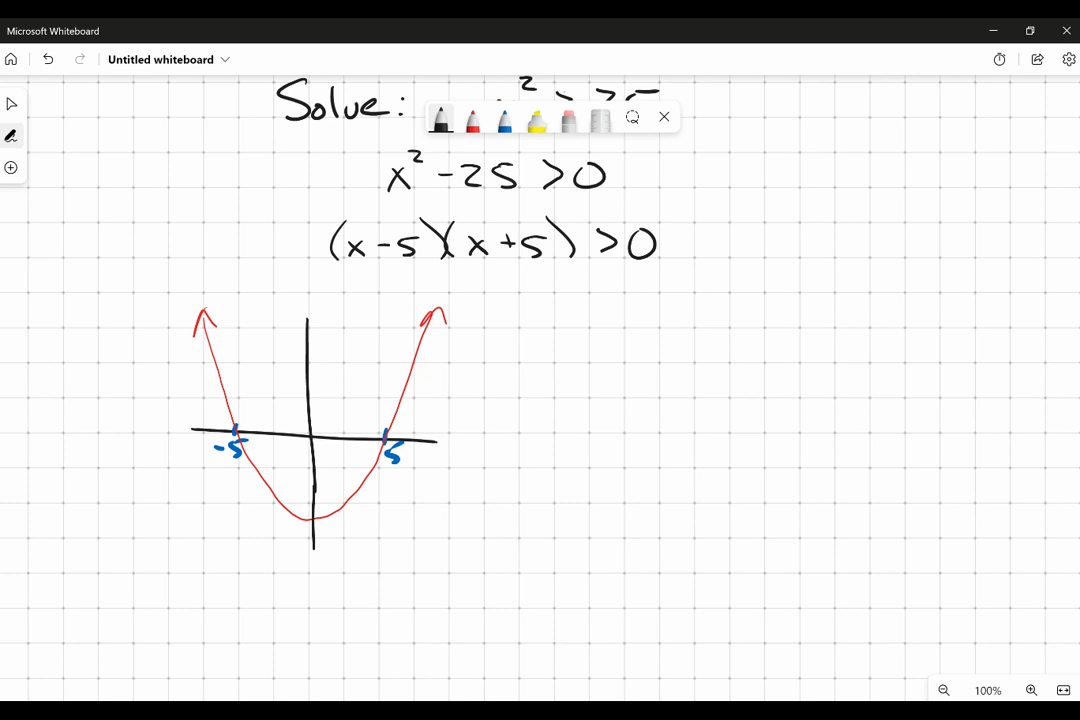 Microsoft Whiteboard
Untitled whiteboard
Solve:
x² - 25 > 0
(x - 5)(x + 5) > 0
-5
5
100%